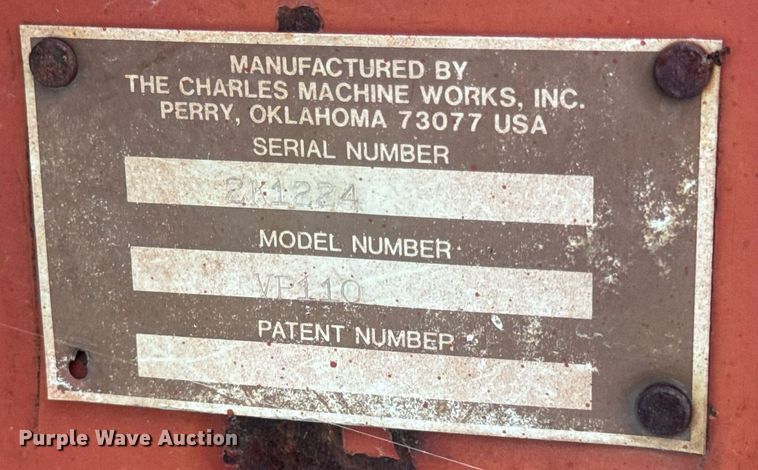 MANUFACTURED BY
THE CHARLES MACHINE WORKS, INC.
PERRY, OKLAHOMA 73077 USA
SERIAL NUMBER
2K1224
MODEL NUMBER
VP110
PATENT NUMBER
Purple Wave Auction